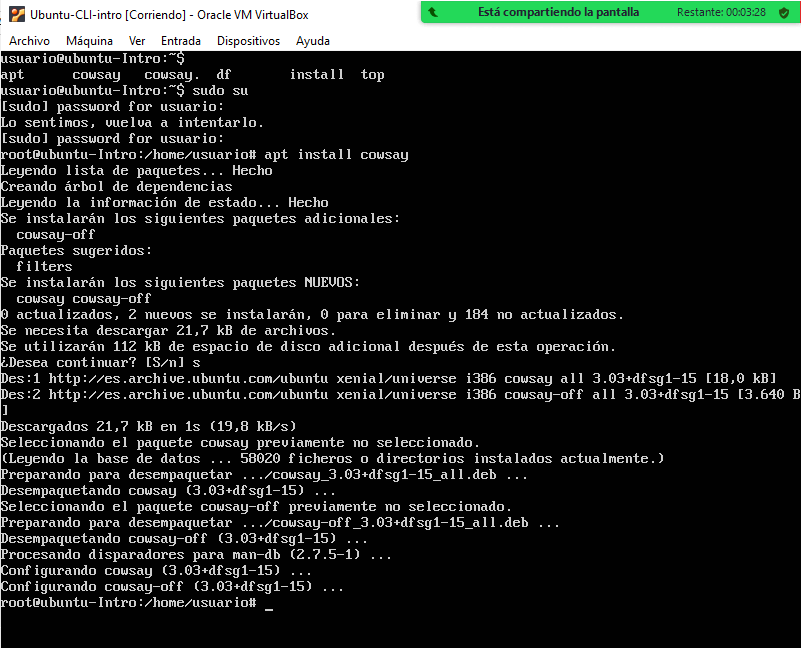 Ubuntu-CLI-intro [Corriendo] - Oracle VM VirtualBox
Está compartiendo la pantalla Restante: 00:03:28
Archivo Máquina Ver Entrada Dispositivos Ayuda
usuario@ubuntu-Intro:~$
apt cowsay cowsay. df install top
usuario@ubuntu-Intro:~$ sudo su
[sudo] password for usuario:
Lo sentimos, vuelva a intentarlo.
[sudo] password for usuario:
root@ubuntu-Intro:/home/usuario# apt install cowsay
Leyendo lista de paquetes... Hecho
Creando árbol de dependencias
Leyendo la información de estado... Hecho
Se instalarán los siguientes paquetes adicionales:
cowsay-off
Paquetes sugeridos:
filters
Se instalarán los siguientes paquetes NUEVOS:
cowsay cowsay-off
0 actualizados, 2 nuevos se instalarán, 0 para eliminar y 184 no actualizados.
Se necesita descargar 21,7 kB de archivos.
Se utilizarán 112 kB de espacio de disco adicional después de esta operación.
¿Desea continuar? [S/n] s
Des:1 http://es.archive.ubuntu.com/ubuntu xenial/universe i386 cowsay all 3.03+dfsg1-15 [18,0 kB]
Des:2 http://es.archive.ubuntu.com/ubuntu xenial/universe i386 cowsay-off all 3.03+dfsg1-15 [3.640 B
]
Descargados 21,7 kB en 1s (19,8 kB/s)
Seleccionando el paquete cowsay previamente no seleccionado.
(Leyendo la base de datos ... 58020 ficheros o directorios instalados actualmente.)
Preparando para desempaquetar .../cowsay_3.03+dfsg1-15_all.deb ...
Desempaquetando cowsay (3.03+dfsg1-15) ...
Seleccionando el paquete cowsay-off previamente no seleccionado.
Preparando para desempaquetar .../cowsay-off_3.03+dfsg1-15_all.deb ...
Desempaquetando cowsay-off (3.03+dfsg1-15) ...
Procesando disparadores para man-db (2.7.5-1) ...
Configurando cowsay (3.03+dfsg1-15) ...
Configurando cowsay-off (3.03+dfsg1-15) ...
root@ubuntu-Intro:/home/usuario# _